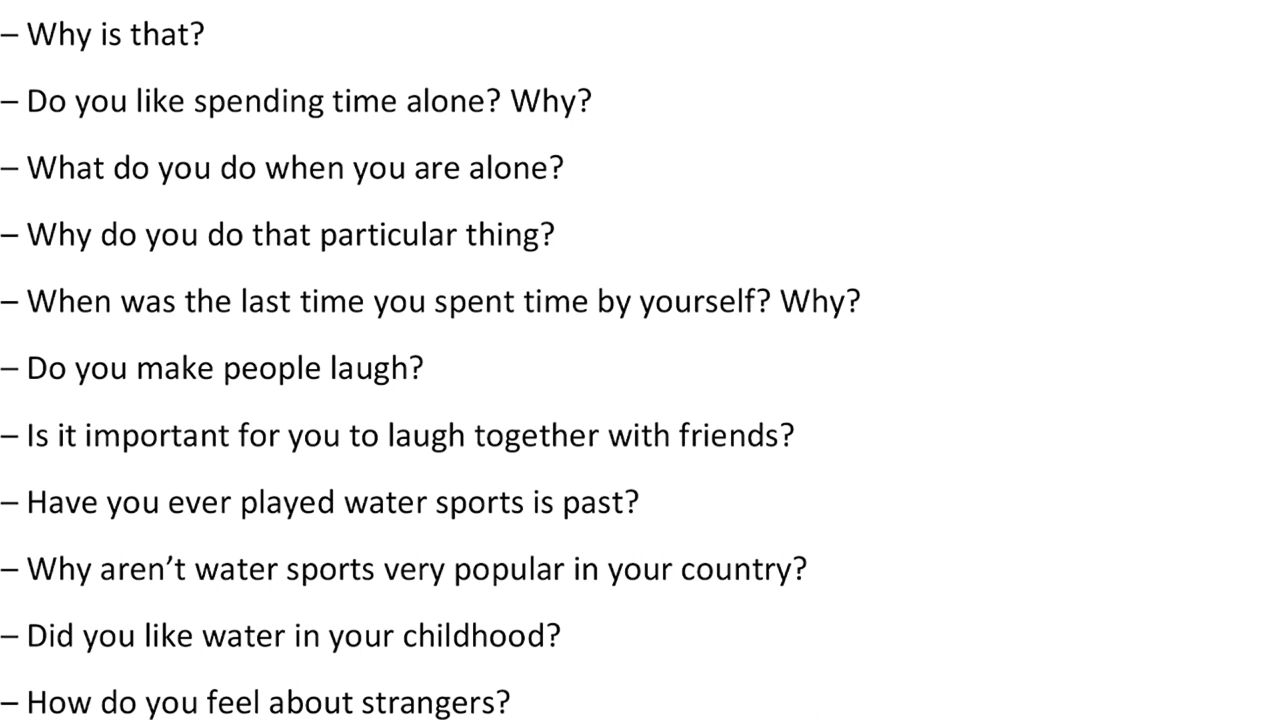 – Why is that?
– Do you like spending time alone? Why?
– What do you do when you are alone?
– Why do you do that particular thing?
– When was the last time you spent time by yourself? Why?
– Do you make people laugh?
– Is it important for you to laugh together with friends?
– Have you ever played water sports is past?
– Why aren’t water sports very popular in your country?
– Did you like water in your childhood?
– How do you feel about strangers?